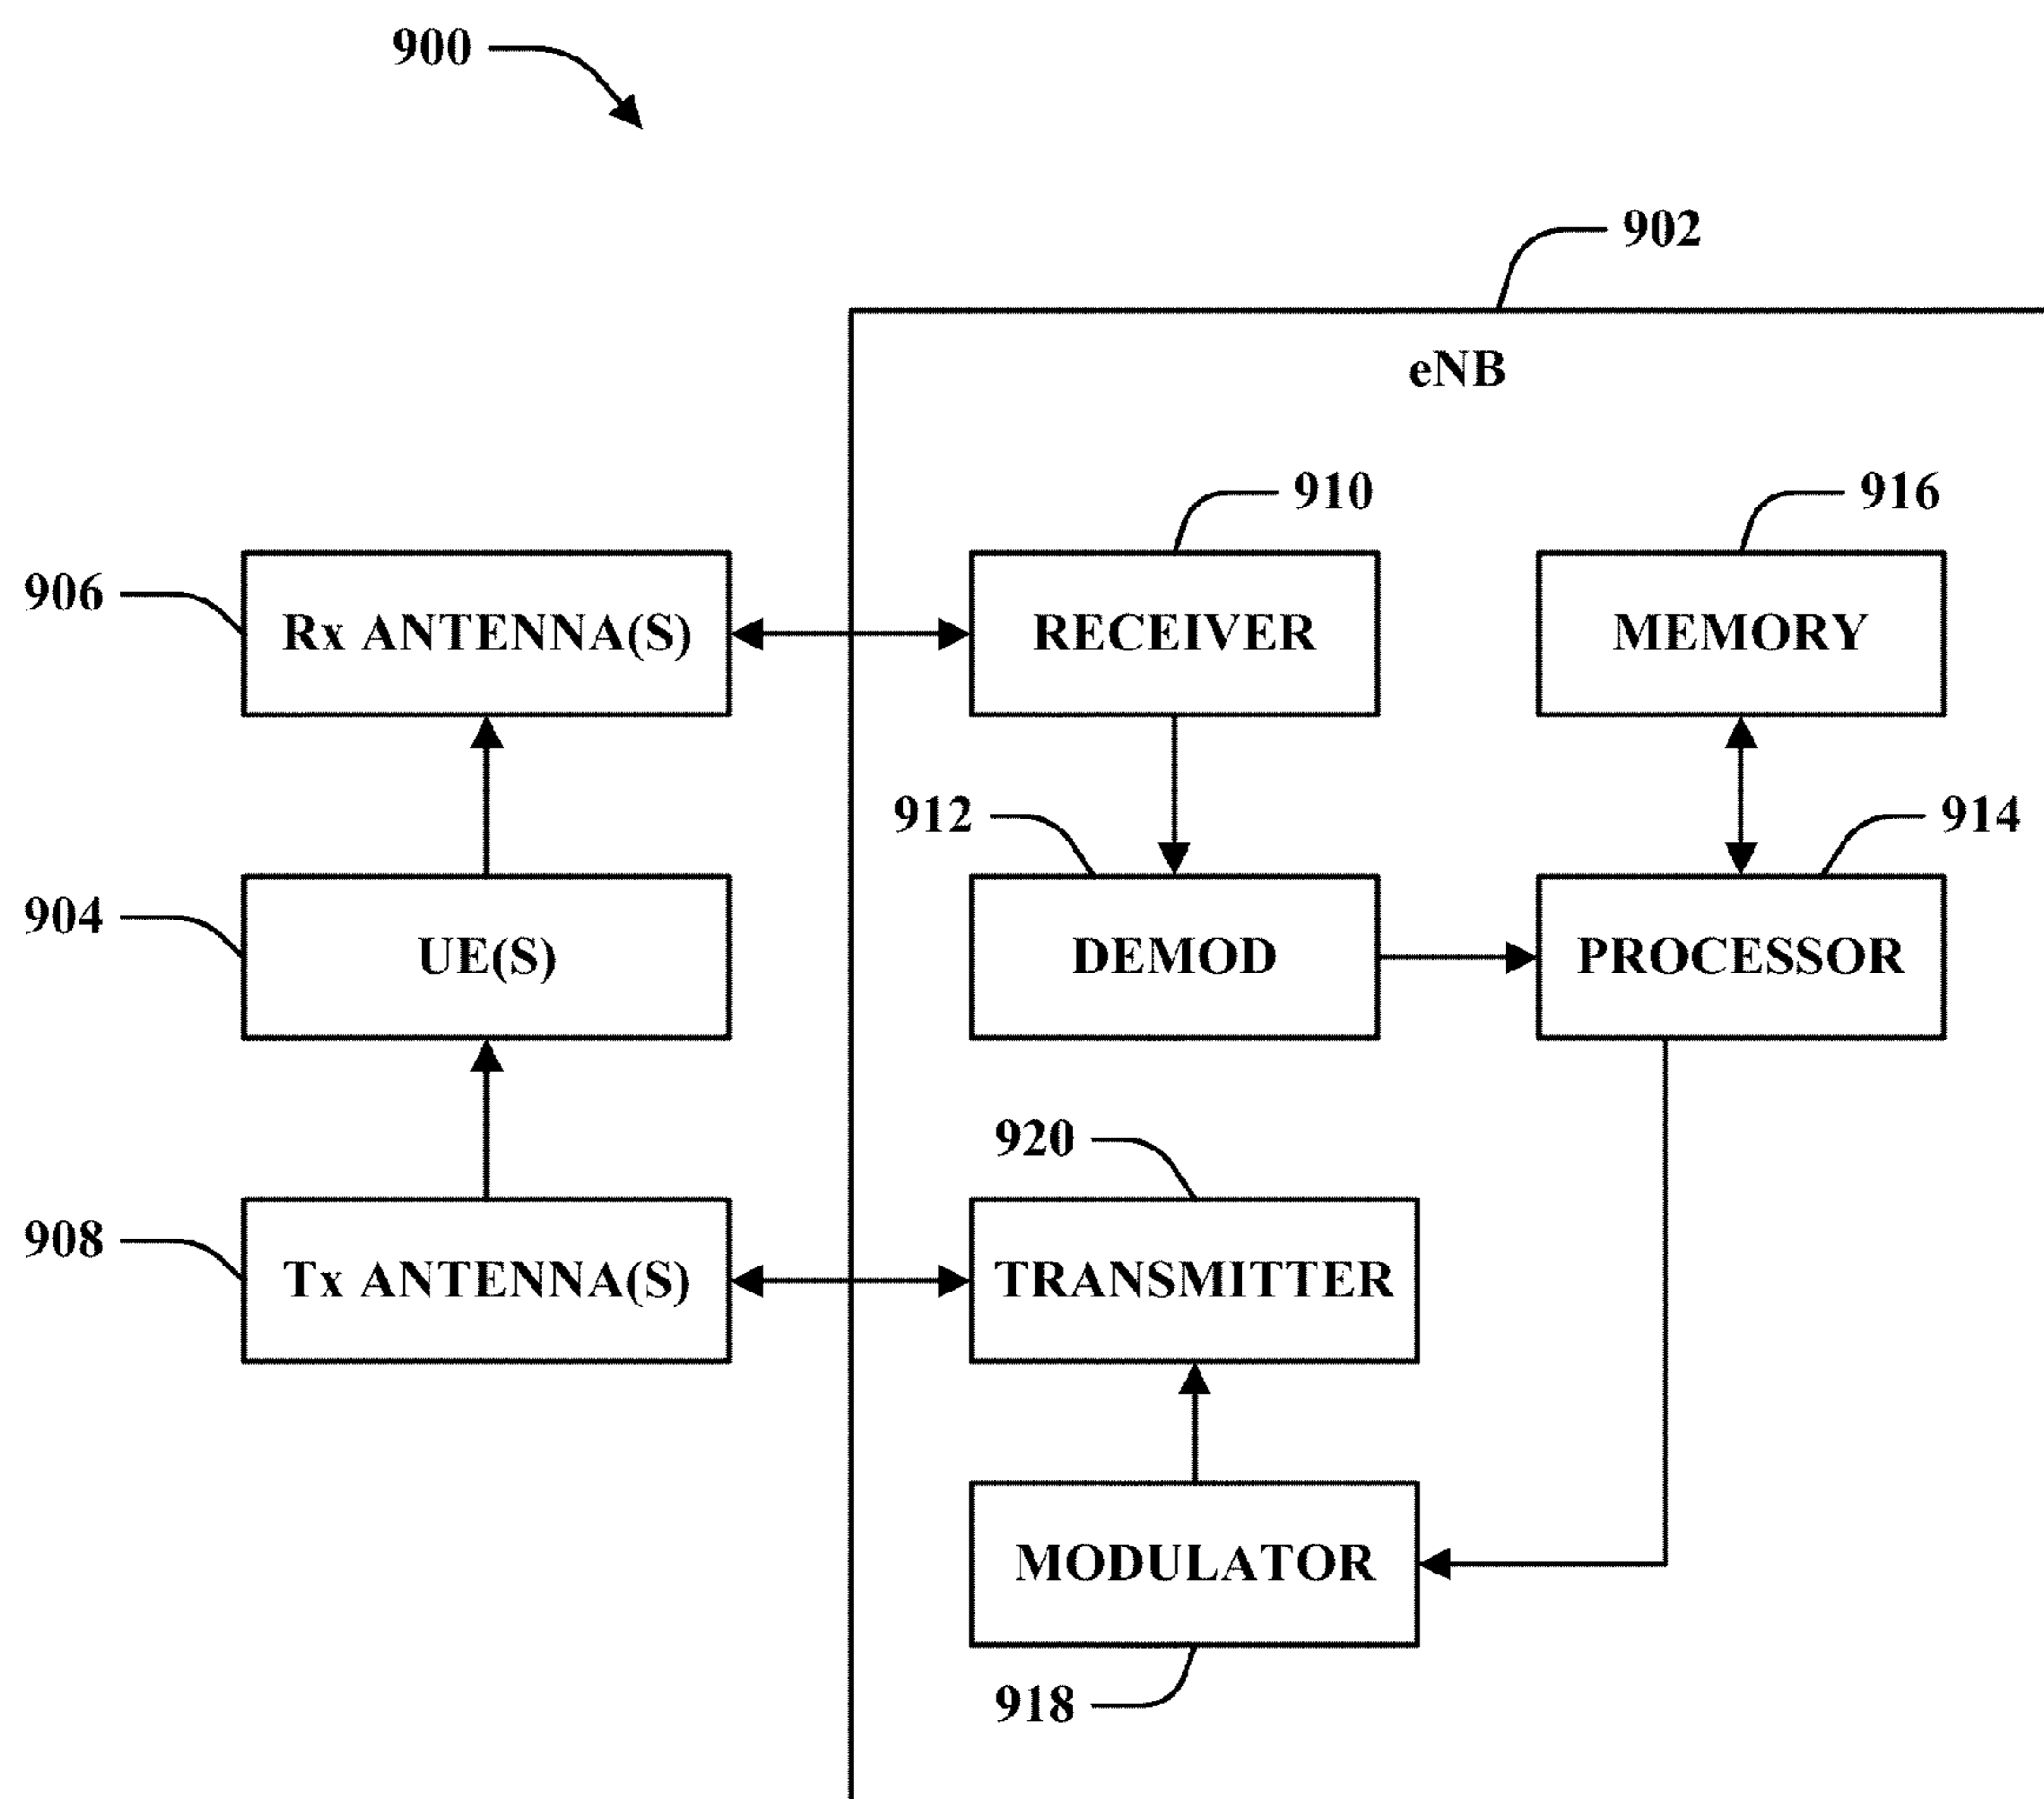 900
902
eNB
910
916
906
Rx ANTENNA(S)
RECEIVER
MEMORY
912
914
904
UE(S)
DEMOD
PROCESSOR
920
908
Tx ANTENNA(S)
TRANSMITTER
MODULATOR
918